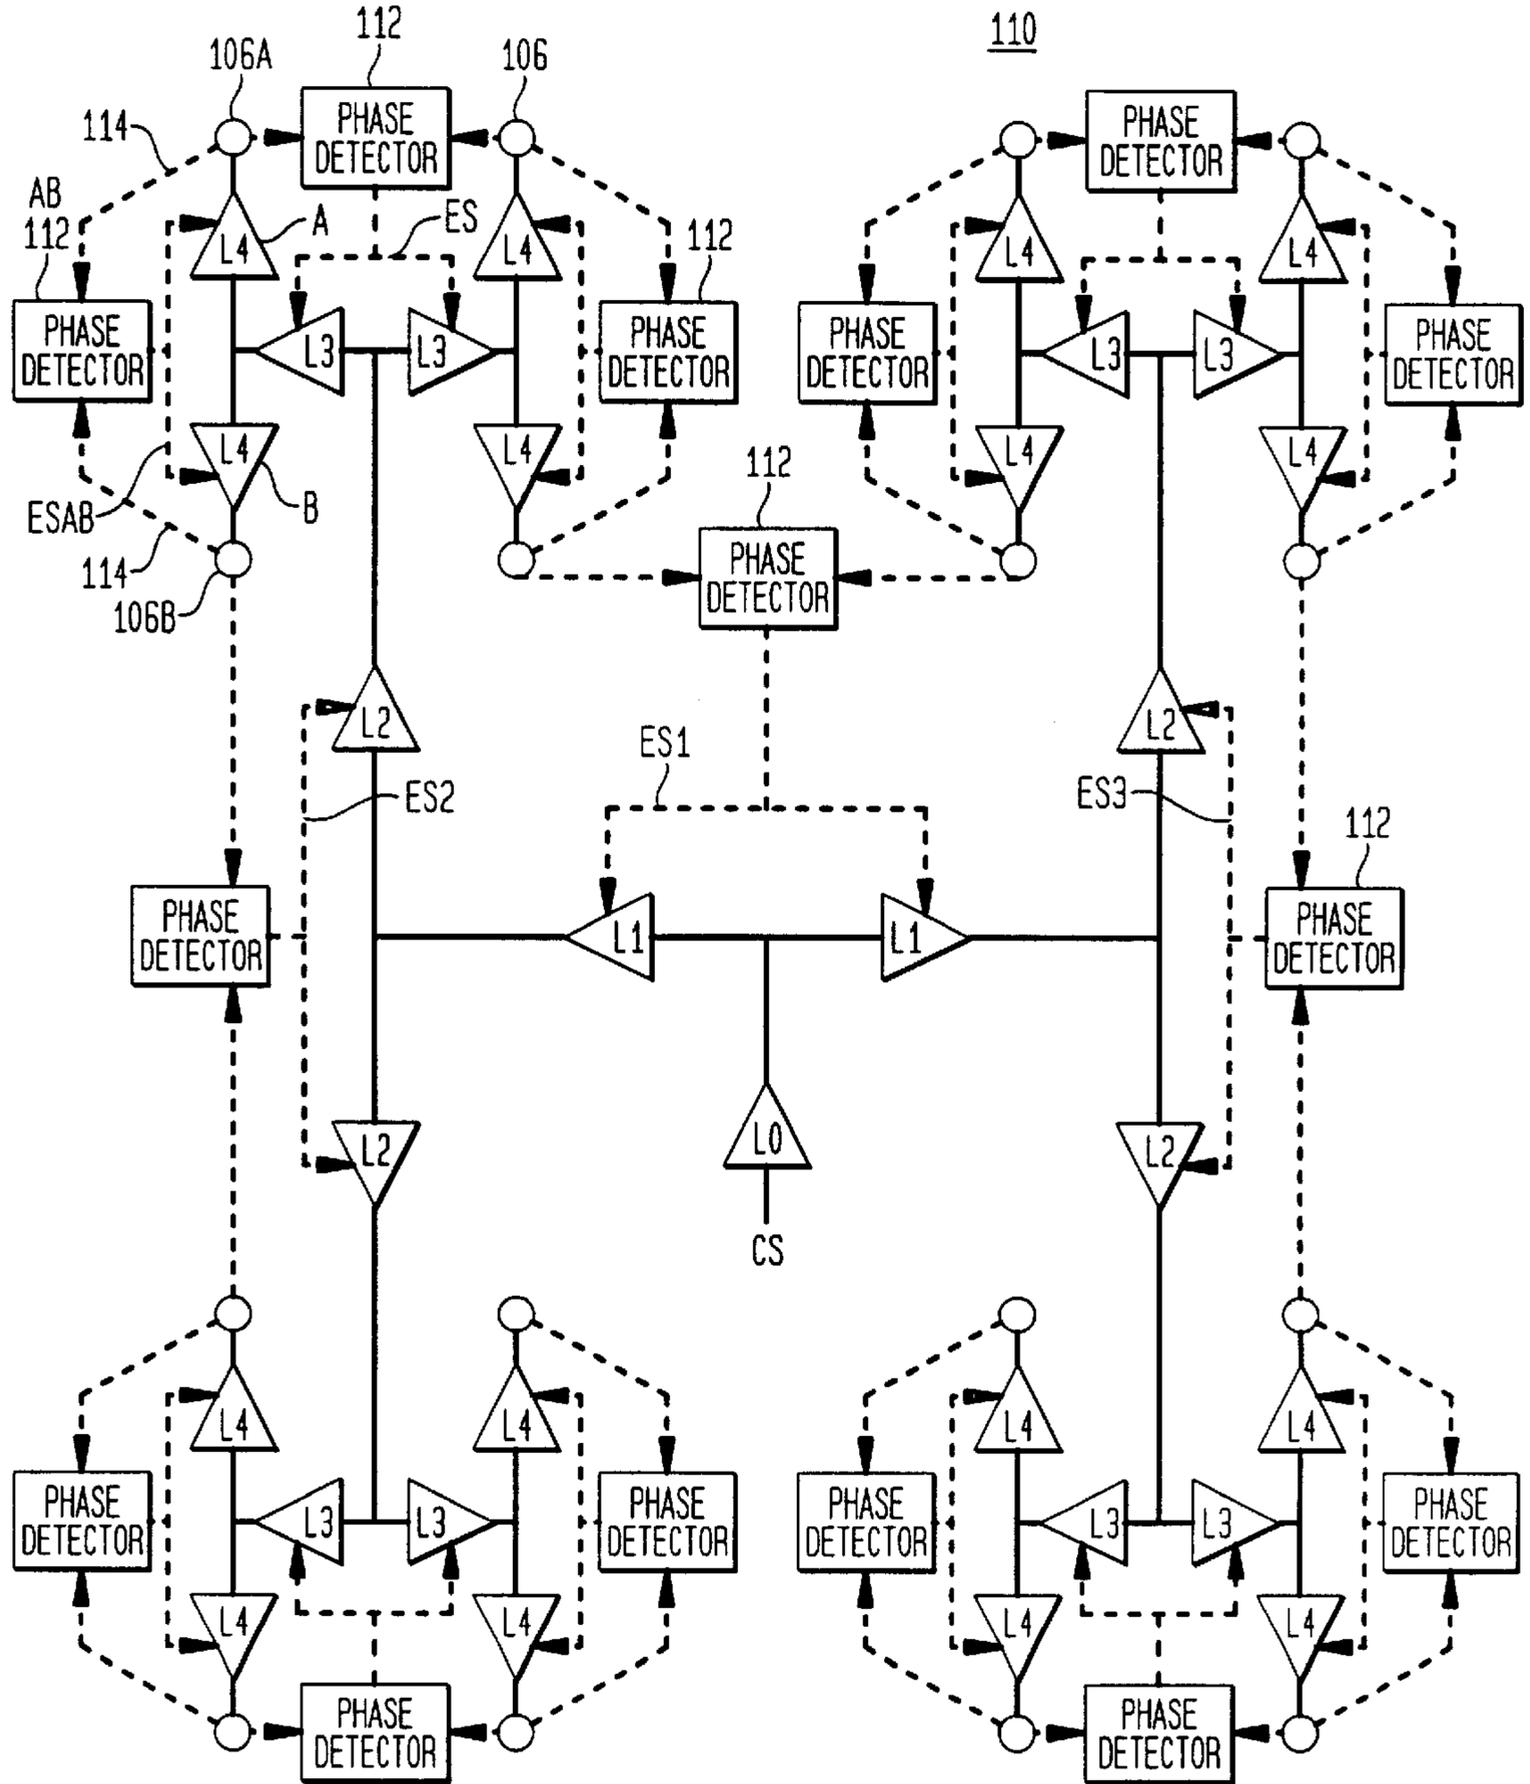 112
110
106A
106
PHASE
DETECTOR
PHASE
DETECTOR
114
AB
112
A
ES
112
L4
L4
L4
L4
PHASE
DETECTOR
L3
L3
PHASE
DETECTOR
PHASE
DETECTOR
L3
L3
PHASE
DETECTOR
L4
L4
L4
L4
112
ESAB
B
PHASE
DETECTOR
114
106B
L2
L2
ES1
ES2
ES3
112
PHASE
DETECTOR
L1
L1
PHASE
DETECTOR
L2
L0
L2
CS
L4
L4
L4
L4
PHASE
DETECTOR
L3
L3
PHASE
DETECTOR
PHASE
DETECTOR
L3
L3
PHASE
DETECTOR
L4
L4
L4
L4
PHASE
DETECTOR
PHASE
DETECTOR